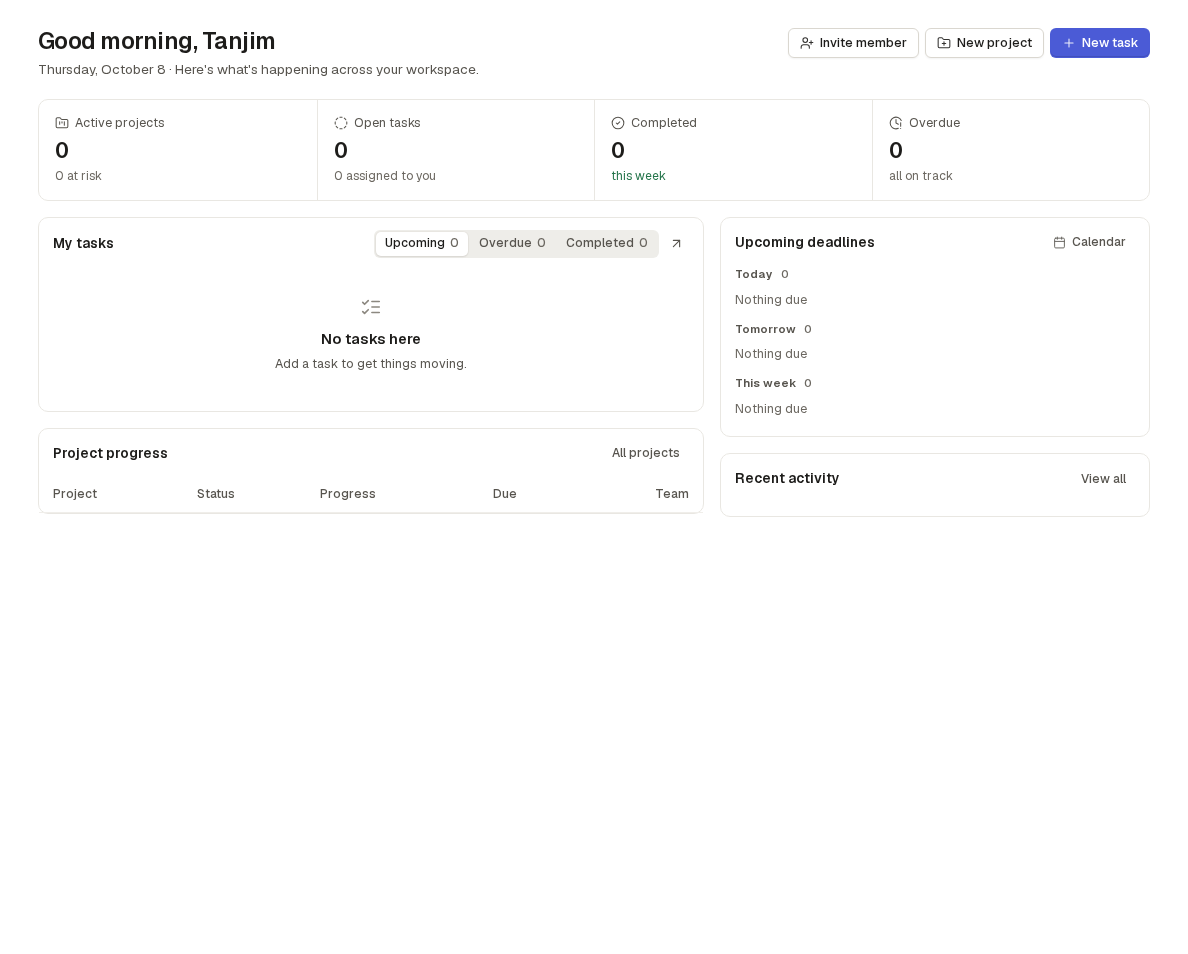 Good morning, Tanjim
Thursday, October 8 · Here's what's happening across your workspace.
Invite member
New project
New task
Active projects
0
0 at risk
Open tasks
0
0 assigned to you
Completed
0
this week
Overdue
0
all on track
My tasks
Upcoming 0
Overdue 0
Completed 0
No tasks here
Add a task to get things moving.
Project progress
All projects
Project Status Progress Due Team
Upcoming deadlines
Calendar
Today 0
Nothing due
Tomorrow 0
Nothing due
This week 0
Nothing due
Recent activity
View all